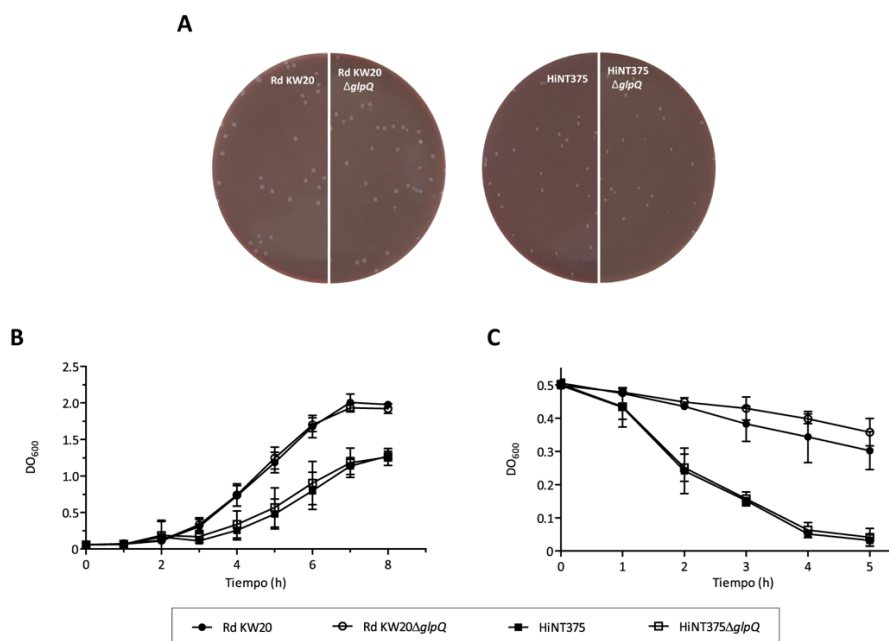 A
Rd KW20
Rd KW20
ΔglpQ
HiNT375
HiNT375
ΔglpQ
B
2.5
2.0
1.5
1.0
0.5
0
DO600
0 2 4 6 8
Tiempo (h)
C
0.5
0.4
0.3
0.2
0.1
0
DO600
0 1 2 3 4 5
Tiempo (h)
Rd KW20 Rd KW20ΔglpQ HiNT375 HiNT375ΔglpQ